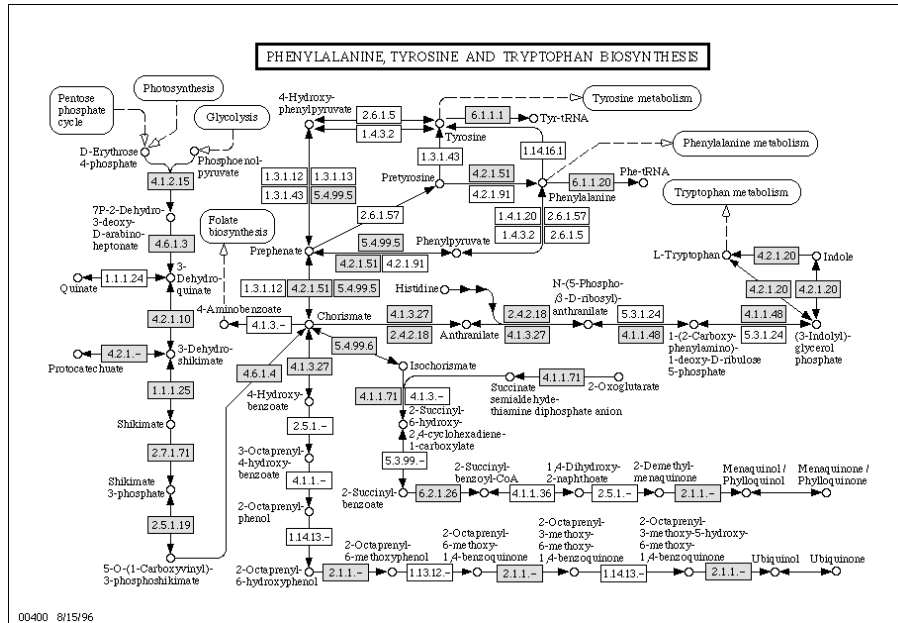 PHENYLALANINE, TYROSINE AND TRYPTOPHAN BIOSYNTHESIS
Pentose
phosphate
cycle
Photosynthesis
Glycolysis
D-Erythrose
4-phosphate
Phosphoenol-
pyruvate
4.1.2.15
7P-2-Dehydro-
3-deoxy-
D-arabino-
heptonate
4.6.1.3
Quinate
1.1.1.24
3-
Dehydro-
quinate
4.2.1.10
Protocatechuate
4.2.1.-
3-Dehydro-
shikimate
1.1.1.25
Shikimate
2.7.1.71
Shikimate
3-phosphate
2.5.1.19
5-O-(1-Carboxyvinyl)-
3-phosphoshikimate
4.6.1.4
Folate
biosynthesis
4-Aminobenzoate
4.1.3.-
4-Hydroxy-
phenylpyruvate
2.6.1.5
1.4.3.2
Tyrosine
6.1.1.1
Tyr-tRNA
Tyrosine metabolism
1.3.1.12
1.3.1.13
1.3.1.43
5.4.99.5
1.3.1.43
Pretyrosine
4.2.1.51
4.2.1.91
1.14.16.1
Phenylalanine
6.1.1.20
Phe-tRNA
Phenylalanine metabolism
2.6.1.57
1.4.1.20
2.6.1.57
1.4.3.2
2.6.1.5
Prephenate
5.4.99.5
4.2.1.51
4.2.1.91
Phenylpyruvate
1.3.1.12
4.2.1.51
5.4.99.5
Tryptophan metabolism
L-Tryptophan
4.2.1.20
Indole
4.2.1.20
4.2.1.20
Histidine
Chorismate
4.1.3.27
2.4.2.18
Anthranilate
2.4.2.18
4.1.3.27
N-(5-Phospho-
β-D-ribosyl)-
anthranilate
5.3.1.24
4.1.1.48
1-(2-Carboxy-
phenylamino)-
1-deoxy-D-ribulose
5-phosphate
4.1.1.48
5.3.1.24
(3-Indolyl)-
glycerol
phosphate
5.4.99.6
Isochorismate
4.1.1.71
4.1.3.-
Succinate
semialdehyde-
thiamine diphosphate anion
4.1.1.71
2-Oxoglutarate
2-Succinyl-
6-hydroxy-
2,4-cyclohexadiene-
1-carboxylate
5.3.99.-
2-Succinyl-
benzoate
6.2.1.26
2-Succinyl-
benzoyl-CoA
4.1.1.36
1,4-Dihydroxy-
2-naphthoate
2.5.1.-
2-Demethyl-
menaquinone
2.1.1.-
Menaquinol /
Phylloquinol
Menaquinone /
Phylloquinone
4.1.3.27
4-Hydroxy-
benzoate
2.5.1.-
3-Octaprenyl-
4-hydroxy-
benzoate
4.1.1.-
2-Octaprenyl-
phenol
1.14.13.-
2-Octaprenyl-
6-hydroxyphenol
2.1.1.-
2-Octaprenyl-
6-methoxyphenol
1.13.12.-
2-Octaprenyl-
6-methoxy-
1,4-benzoquinone
2.1.1.-
2-Octaprenyl-
3-methyl-
6-methoxy-
1,4-benzoquinone
1.14.13.-
2-Octaprenyl-
3-methyl-5-hydroxy-
6-methoxy-
1,4-benzoquinone
2.1.1.-
Ubiquinol
Ubiquinone
00400 8/15/96